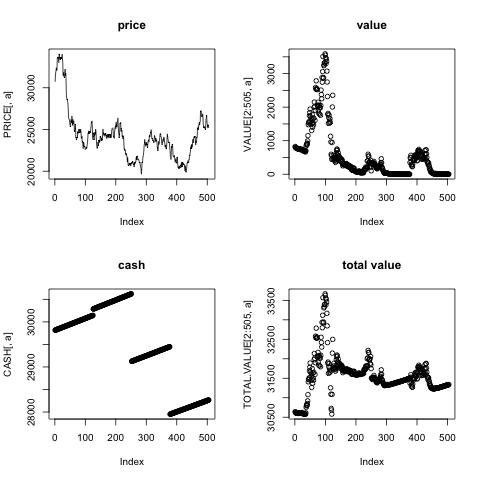 price
PRICE[, a]
20000 25000 30000
0 100 200 300 400 500
Index
value
VALUE[2:505, a]
0 1000 2000 3000
0 100 200 300 400 500
Index
cash
CASH[, a]
28000 29000 30000
0 100 200 300 400 500
Index
total value
TOTAL.VALUE[2:505, a]
30500 31500 32500 33500
0 100 200 300 400 500
Index